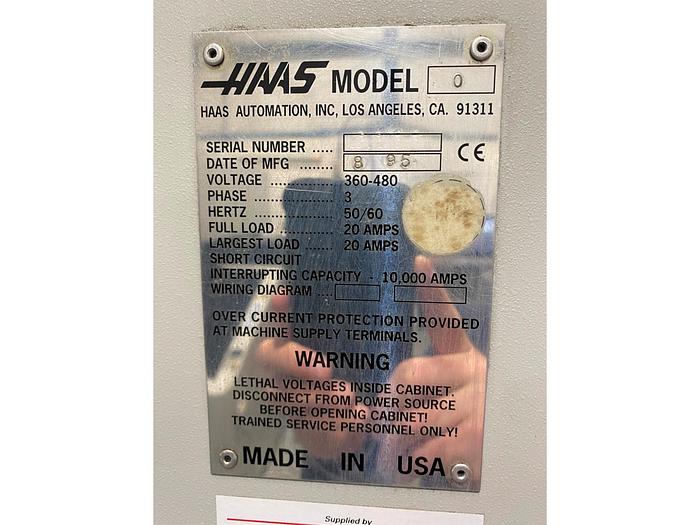 HAAS MODEL 0
HAAS AUTOMATION, INC, LOS ANGELES, CA. 91311
SERIAL NUMBER .....
DATE OF MFG ........ 8 95 CE
VOLTAGE .................. 360-480
PHASE ...................... 3
HERTZ ...................... 50/60
FULL LOAD .............. 20 AMPS
LARGEST LOAD ....... 20 AMPS
SHORT CIRCUIT
INTERRUPTING CAPACITY - 10,000 AMPS
WIRING DIAGRAM ....
OVER CURRENT PROTECTION PROVIDED
AT MACHINE SUPPLY TERMINALS.
WARNING
LETHAL VOLTAGES INSIDE CABINET.
DISCONNECT FROM POWER SOURCE
BEFORE OPENING CABINET!
TRAINED SERVICE PERSONNEL ONLY!
MADE IN USA
Supplied by